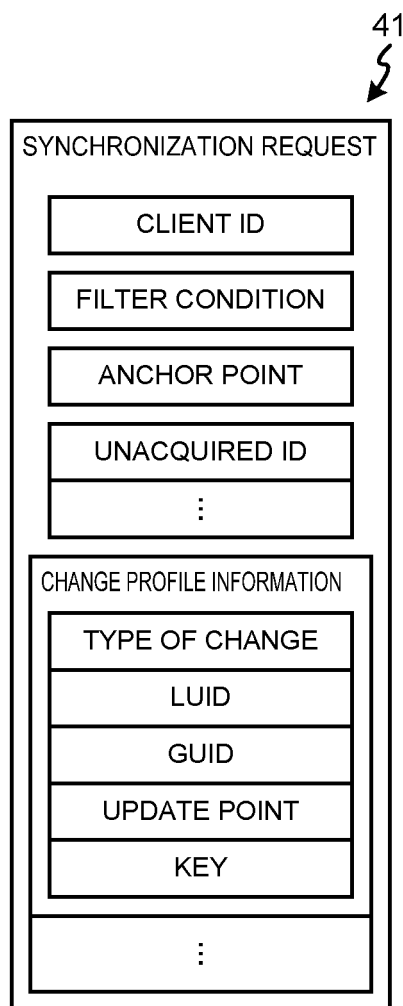 41
SYNCHRONIZATION REQUEST
CLIENT ID
FILTER CONDITION
ANCHOR POINT
UNACQUIRED ID
⋮
CHANGE PROFILE INFORMATION
TYPE OF CHANGE
LUID
GUID
UPDATE POINT
KEY
⋮